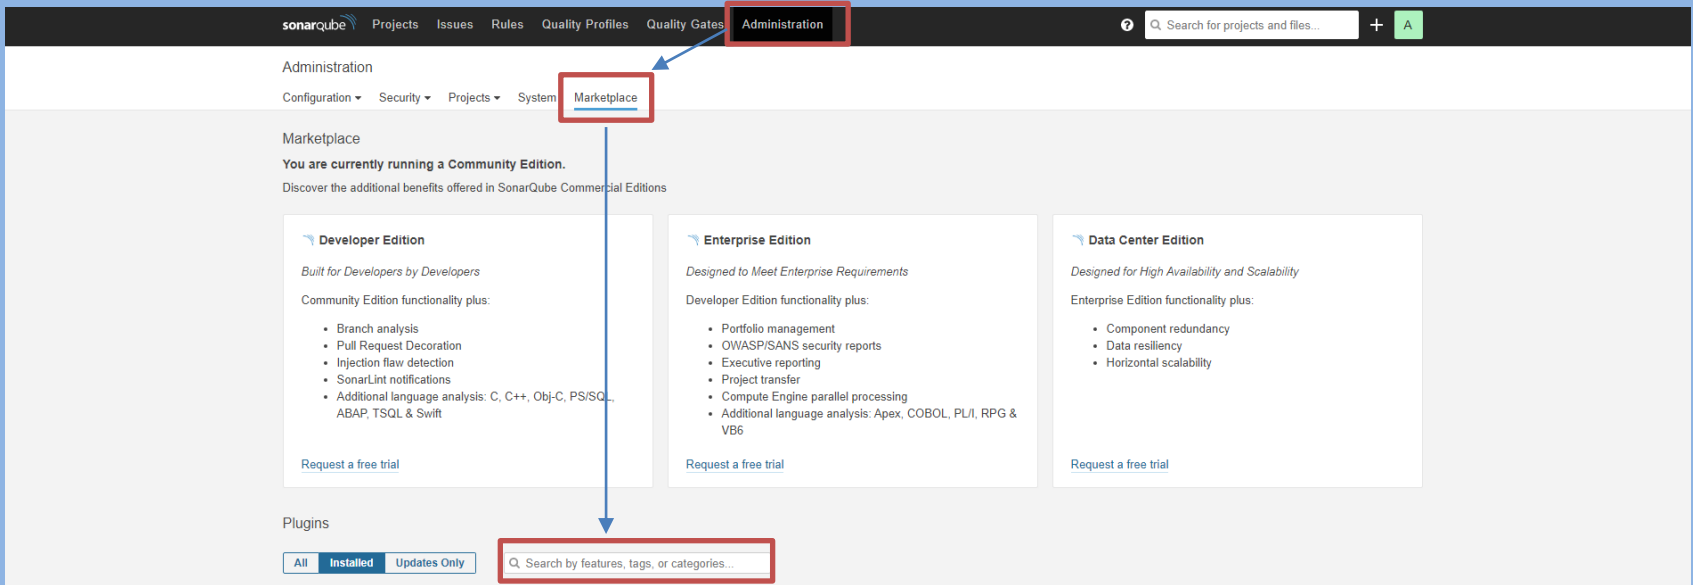 sonarqube Projects Issues Rules Quality Profiles Quality Gates Administration ? Search for projects and files... + A
Administration
Configuration Security Projects System Marketplace
Marketplace
You are currently running a Community Edition.
Discover the additional benefits offered in SonarQube Commercial Editions
Developer Edition
Built for Developers by Developers
Community Edition functionality plus:
• Branch analysis
• Pull Request Decoration
• Injection flaw detection
• SonarLint notifications
• Additional language analysis: C, C++, Obj-C, PS/SQL,
ABAP, TSQL & Swift
Request a free trial
Enterprise Edition
Designed to Meet Enterprise Requirements
Developer Edition functionality plus:
• Portfolio management
• OWASP/SANS security reports
• Executive reporting
• Project transfer
• Compute Engine parallel processing
• Additional language analysis: Apex, COBOL, PL/I, RPG &
VB6
Request a free trial
Data Center Edition
Designed for High Availability and Scalability
Enterprise Edition functionality plus:
• Component redundancy
• Data resiliency
• Horizontal scalability
Request a free trial
Plugins
All Installed Updates Only Search by features, tags, or categories...